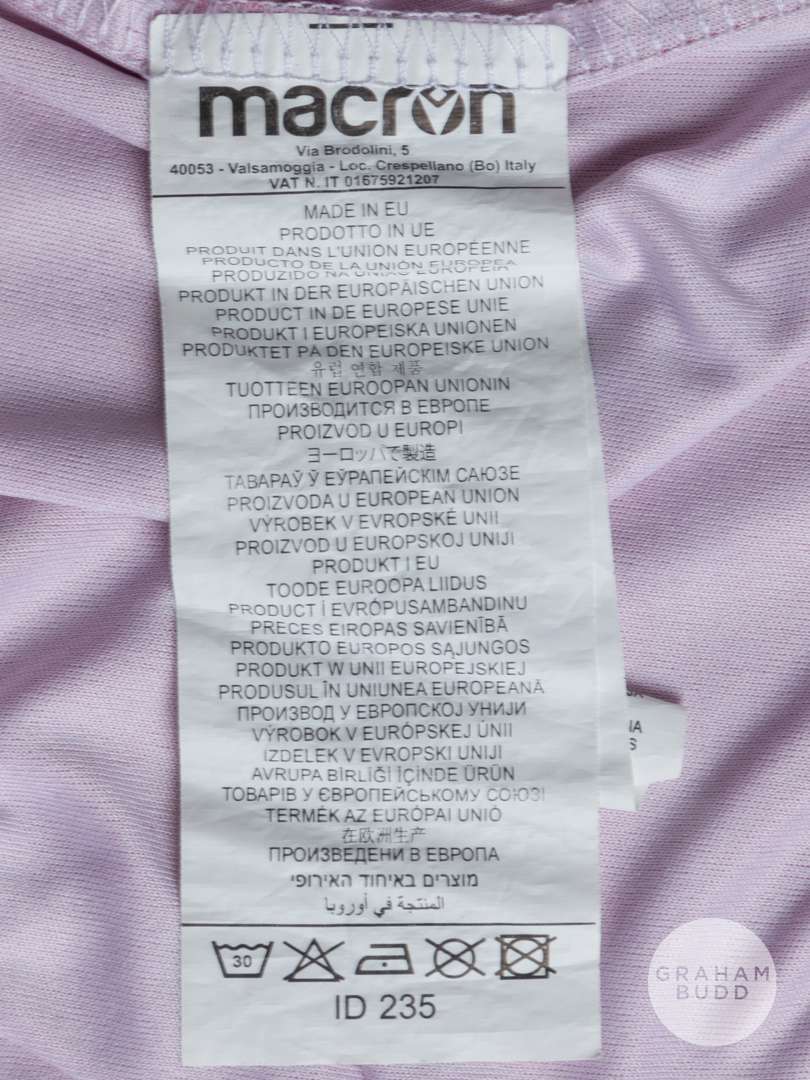 macron
Via Brodolini, 5
40053 - Valsamoggia - Loc. Crespellano (Bo) Italy
VAT N. IT 01675921207
MADE IN EU
PRODOTTO IN UE
PRODUIT DANS L'UNION EUROPÉENNE
PRODUCTO DE LA UNIÓN EUROPEA
PRODUZIDO NA UNIÃO EUROPEIA
PRODUKT IN DER EUROPÄISCHEN UNION
PRODUCT IN DE EUROPESE UNIE
PRODUKT I EUROPEISKA UNIONEN
PRODUKTET PA DEN EUROPEISKE UNION
유럽 연합 제품
TUOTTEEN EUROOPAN UNIONIN
ПРОИЗВОДИТСЯ В ЕВРОПЕ
PROIZVOD U EUROPI
ヨーロッパで製造
ТАВАРАЎ Ў ЕЎРАПЕЙСКІМ САЮЗЕ
PROIZVODA U EUROPEAN UNION
VÝROBEK V EVROPSKÉ UNII
PROIZVOD U EUROPSKOJ UNIJI
PRODUKT I EU
TOODE EUROOPA LIIDUS
PRODUCT Í EVRÓPUSAMBANDINU
PRECES EIROPAS SAVIENĪBĀ
PRODUKTO EUROPOS SĄJUNGOS
PRODUKT W UNII EUROPEJSKIEJ
PRODUSUL ÎN UNIUNEA EUROPEANĂ
ПРОИЗВОД У ЕВРОПСКОЈ УНИЈИ
VÝROBOK V EURÓPSKEJ ÚNII
IZDELEK V EVROPSKI UNIJI
AVRUPA BİRLİĞİ İÇİNDE ÜRÜN
ТОВАРІВ У ЄВРОПЕЙСЬКОМУ СОЮЗІ
TERMÉK AZ EURÓPAI UNIÓ
在欧洲生产
ПРОИЗВЕДЕНИ В ЕВРОПА
מוצרים באיחוד האירופי
المنتجة في أوروبا
30
ID 235
GRAHAM
BUDD